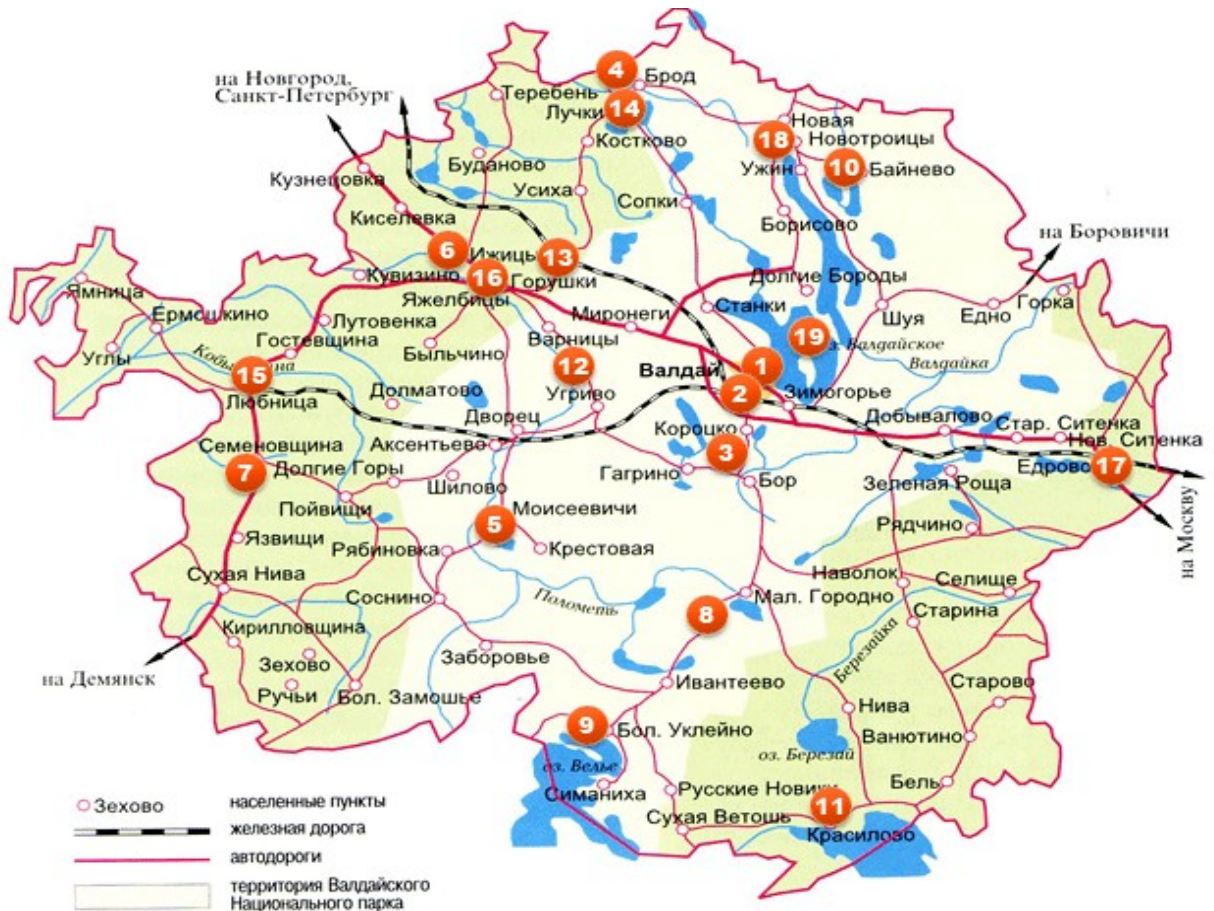 на Новгород,
Санкт-Петербург
4
Брод
Теребень
14
Лучки
Костково
Новая
18
Новотроицы
Ужин
10
Байнево
Буданово
Кузнецовка
Усиха
Сопки
Борисово
Киселевка
на Боровичи
6
Ижицы
13
Кувизино
16
Горушки
Яжелбицы
Долгие Бороды
Ямница
Ермошкино
Лутовенка
Миронеги
Станки
Шуя
Едно
Горка
Углы
Гостевщина
Быльчино
Варницы
19
оз. Валдайское
Валдайка
15
12
Валдай
1
2
Любница
Долматово
Угриво
Зимогорье
Дворец
Короцко
Добывалово
Стар. Ситенка
Нов. Ситенка
Семеновщина
Аксентьево
3
7
Долгие Горы
Шилово
Гагрино
Бор
Зеленая Роща
Едрово
17
Пойвищи
5
Моисеевичи
Рядчино
Язвищи
Рябиновка
Крестовая
на Москву
Сухая Нива
Соснино
Полометь
8
Мал. Городно
Наволок
Селище
Старина
Кирилловщина
Березайка
на Демянск
Зехово
Заборовье
Ручьи
Бол. Замошье
Ивантеево
Старово
Нива
9
Бол. Уклейно
Ванютино
оз. Велье
оз. Березай
Симаниха
Русские Новики
Бель
11
Сухая Ветошь
Красилозо
Зехово
населенные пункты
железная дорога
автодороги
территория Валдайского
Национального парка